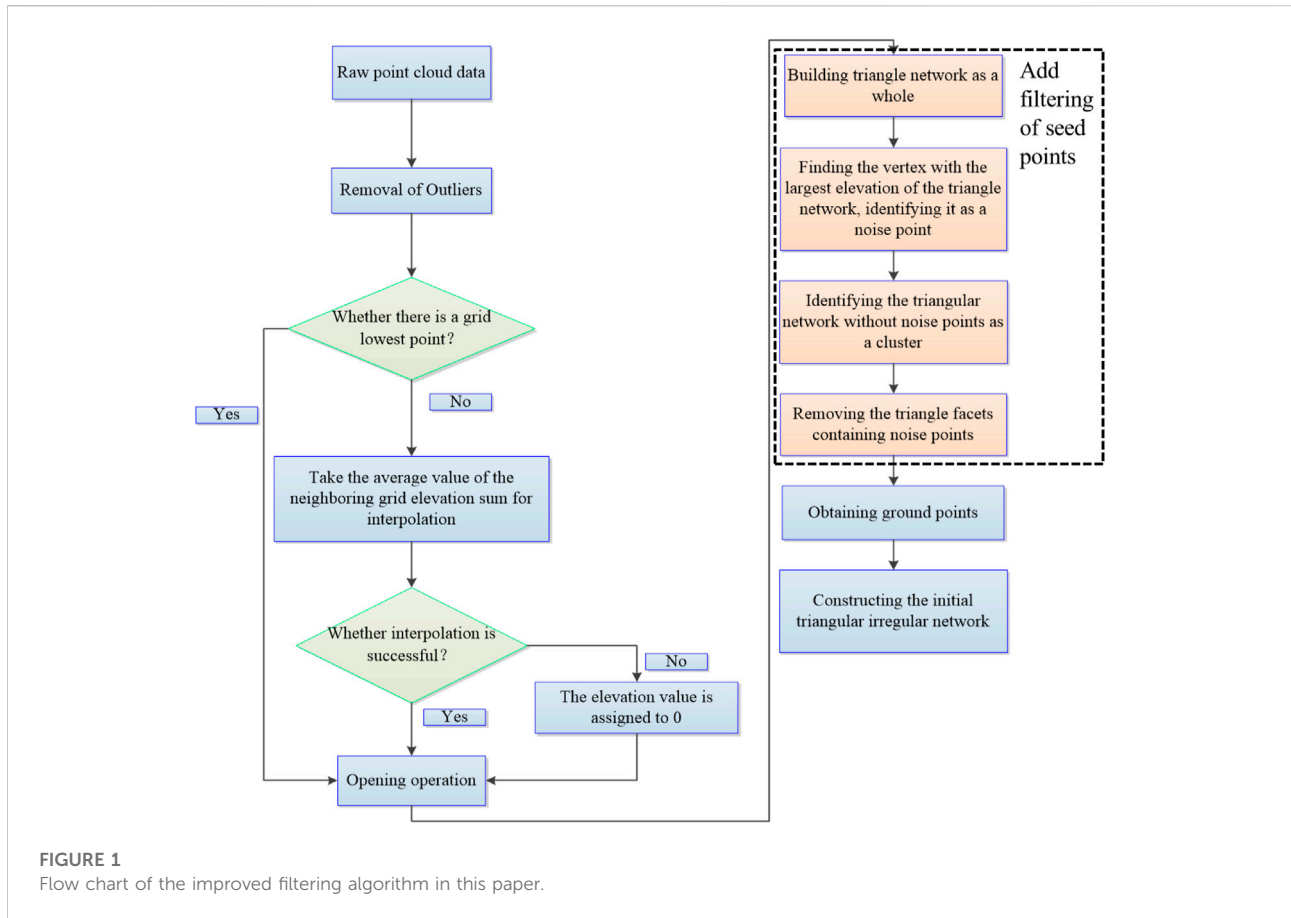 Raw point cloud data
Removal of Outliers
Whether there is a grid
lowest point?
Yes
No
Take the average value of the
neighboring grid elevation sum for
interpolation
Whether interpolation is
successful?
No
Yes
The elevation value is
assigned to 0
Opening operation
Building triangle network as a
whole
Finding the vertex with the
largest elevation of the triangle
network, identifying it as a
noise point
Identifying the triangular
network without noise points as
a cluster
Removing the triangle facets
containing noise points
Add
filtering
of seed
points
Obtaining ground points
Constructing the initial
triangular irregular network
FIGURE 1
Flow chart of the improved filtering algorithm in this paper.